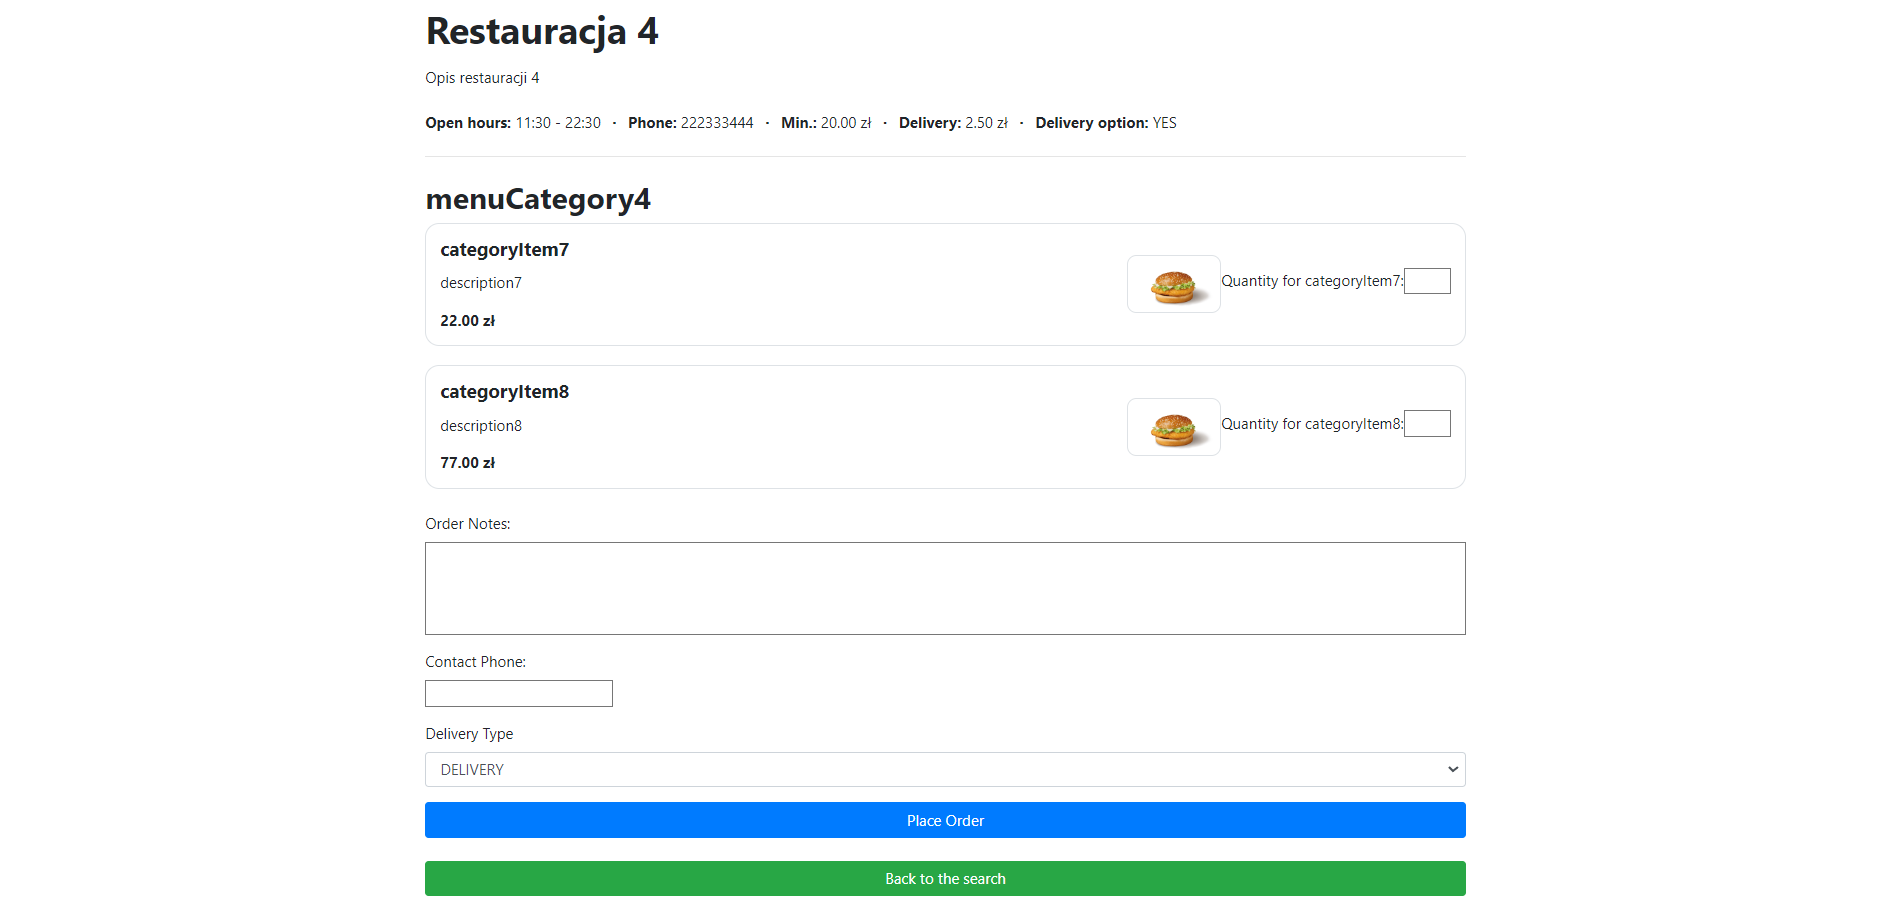 Restauracja 4
Opis restauracji 4
Open hours: 11:30 - 22:30 · Phone: 222333444 · Min.: 20.00 zł · Delivery: 2.50 zł · Delivery option: YES
menuCategory4
categoryItem7
description7
Quantity for categoryItem7:
22.00 zł
categoryItem8
description8
Quantity for categoryItem8:
77.00 zł
Order Notes:
Contact Phone:
Delivery Type
DELIVERY
Place Order
Back to the search